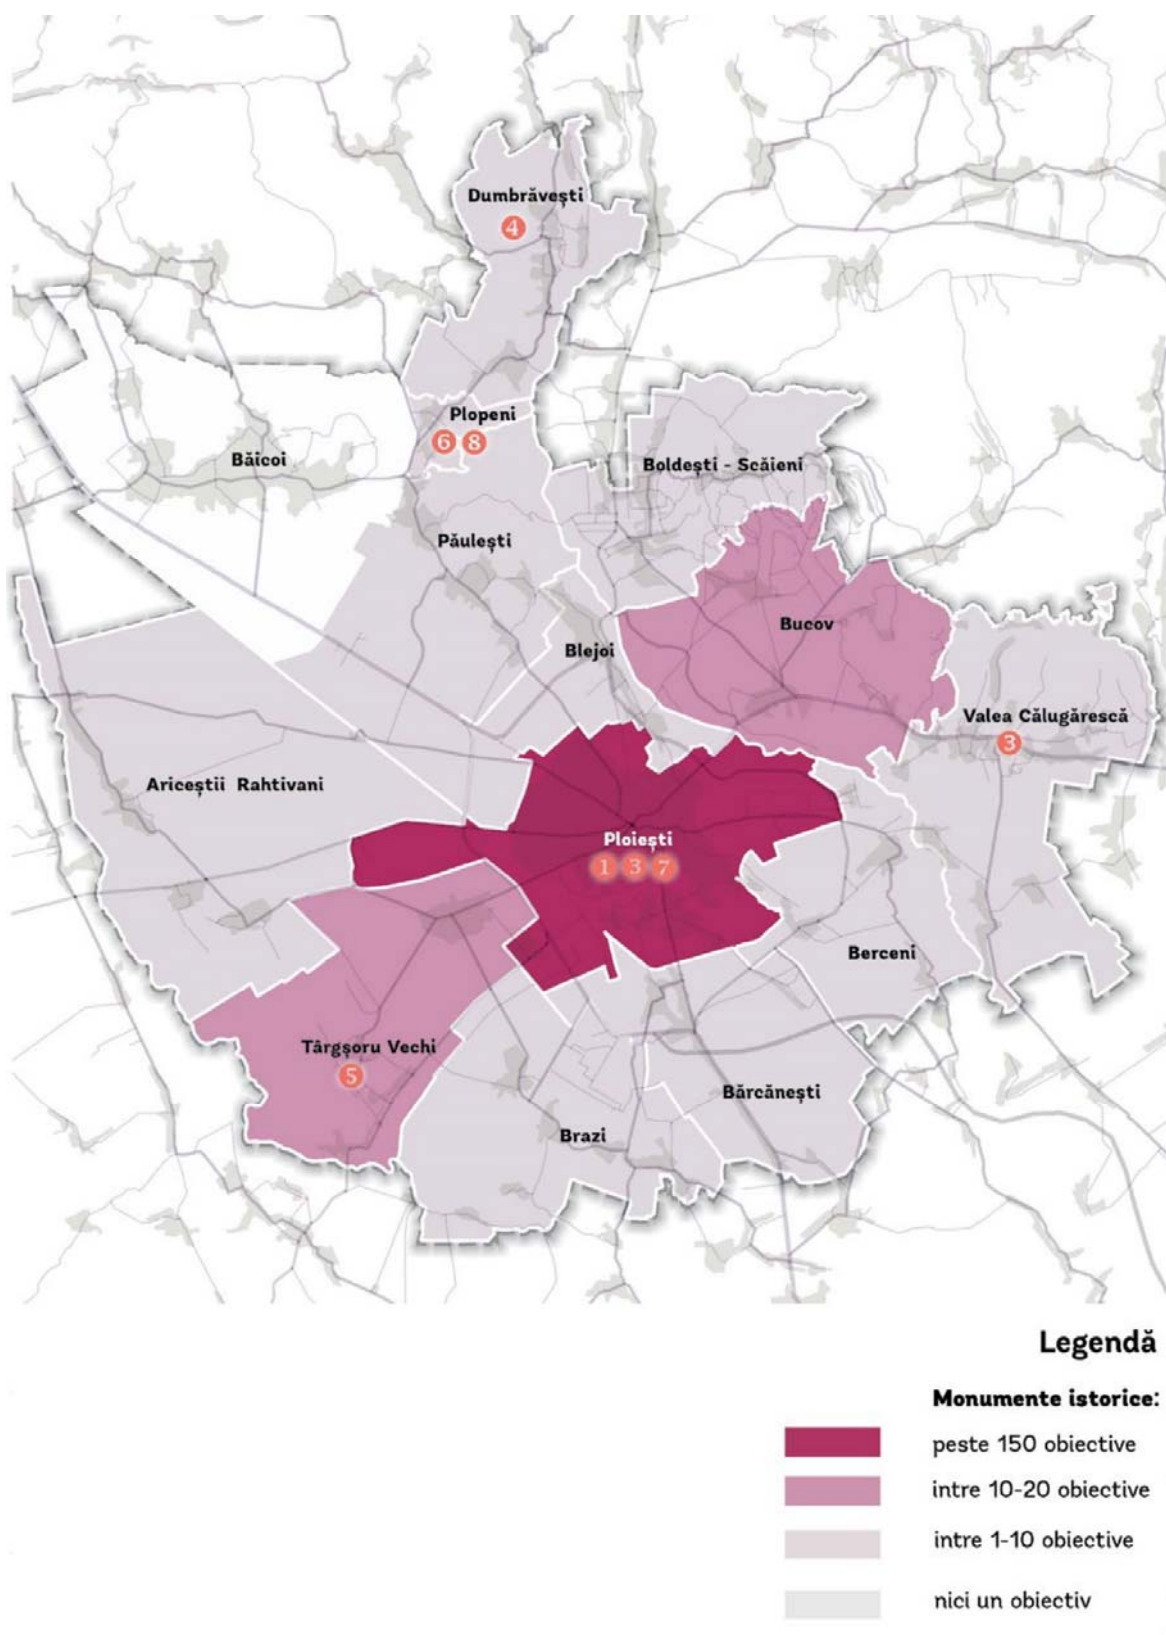 Dumbrăvești
4
Plopeni
6 8
Băicoi
Boldești - Scăieni
Păulești
Bucov
Blejoi
Valea Călugărescă
3
Ariceștii Rahtivani
Ploiești
1 3 7
Berceni
Târgșoru Vechi
5
Bărcănești
Brazi
Legendă
Monumente istorice:
peste 150 obiective
intre 10-20 obiective
intre 1-10 obiective
nici un obiectiv